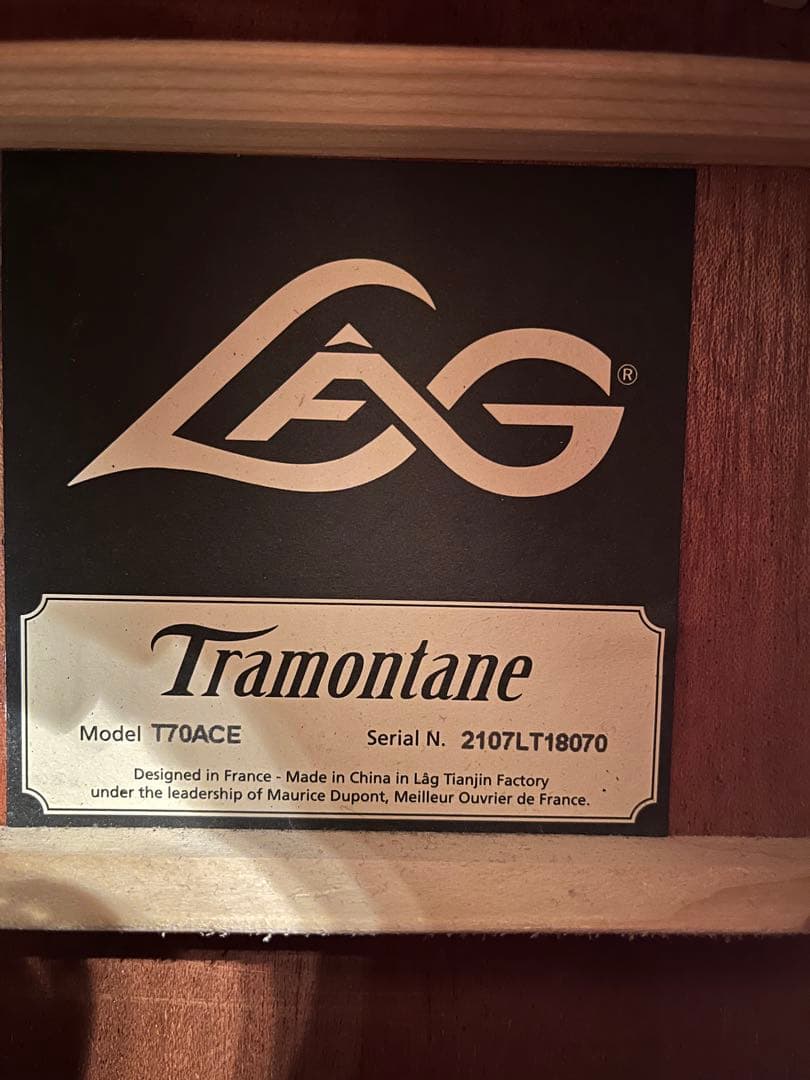 LÂG ®
Tramontane
Model T70ACE Serial N. 2107LT18070
Designed in France - Made in China in Lâg Tianjin Factory
under the leadership of Maurice Dupont, Meilleur Ouvrier de France.